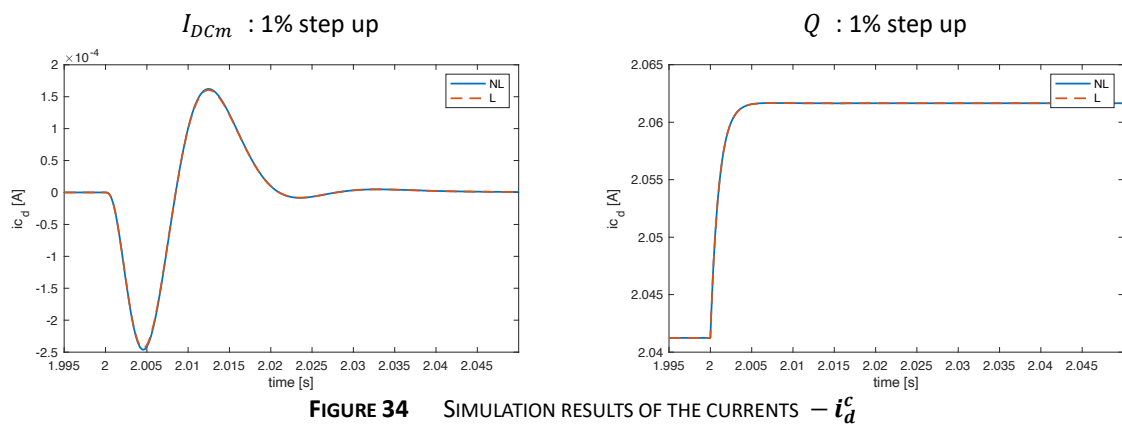 I_DCm : 1% step up
Q : 1% step up
×10^-4
2
1.5
1
0.5
0
-0.5
-1
-1.5
-2
-2.5
ic_d [A]
1.995 2 2.005 2.01 2.015 2.02 2.025 2.03 2.035 2.04 2.045
time [s]
NL
L
2.065
2.06
2.055
2.05
2.045
2.04
ic_d [A]
1.995 2 2.005 2.01 2.015 2.02 2.025 2.03 2.035 2.04 2.045
time [s]
NL
L
FIGURE 34 SIMULATION RESULTS OF THE CURRENTS − i_d^c